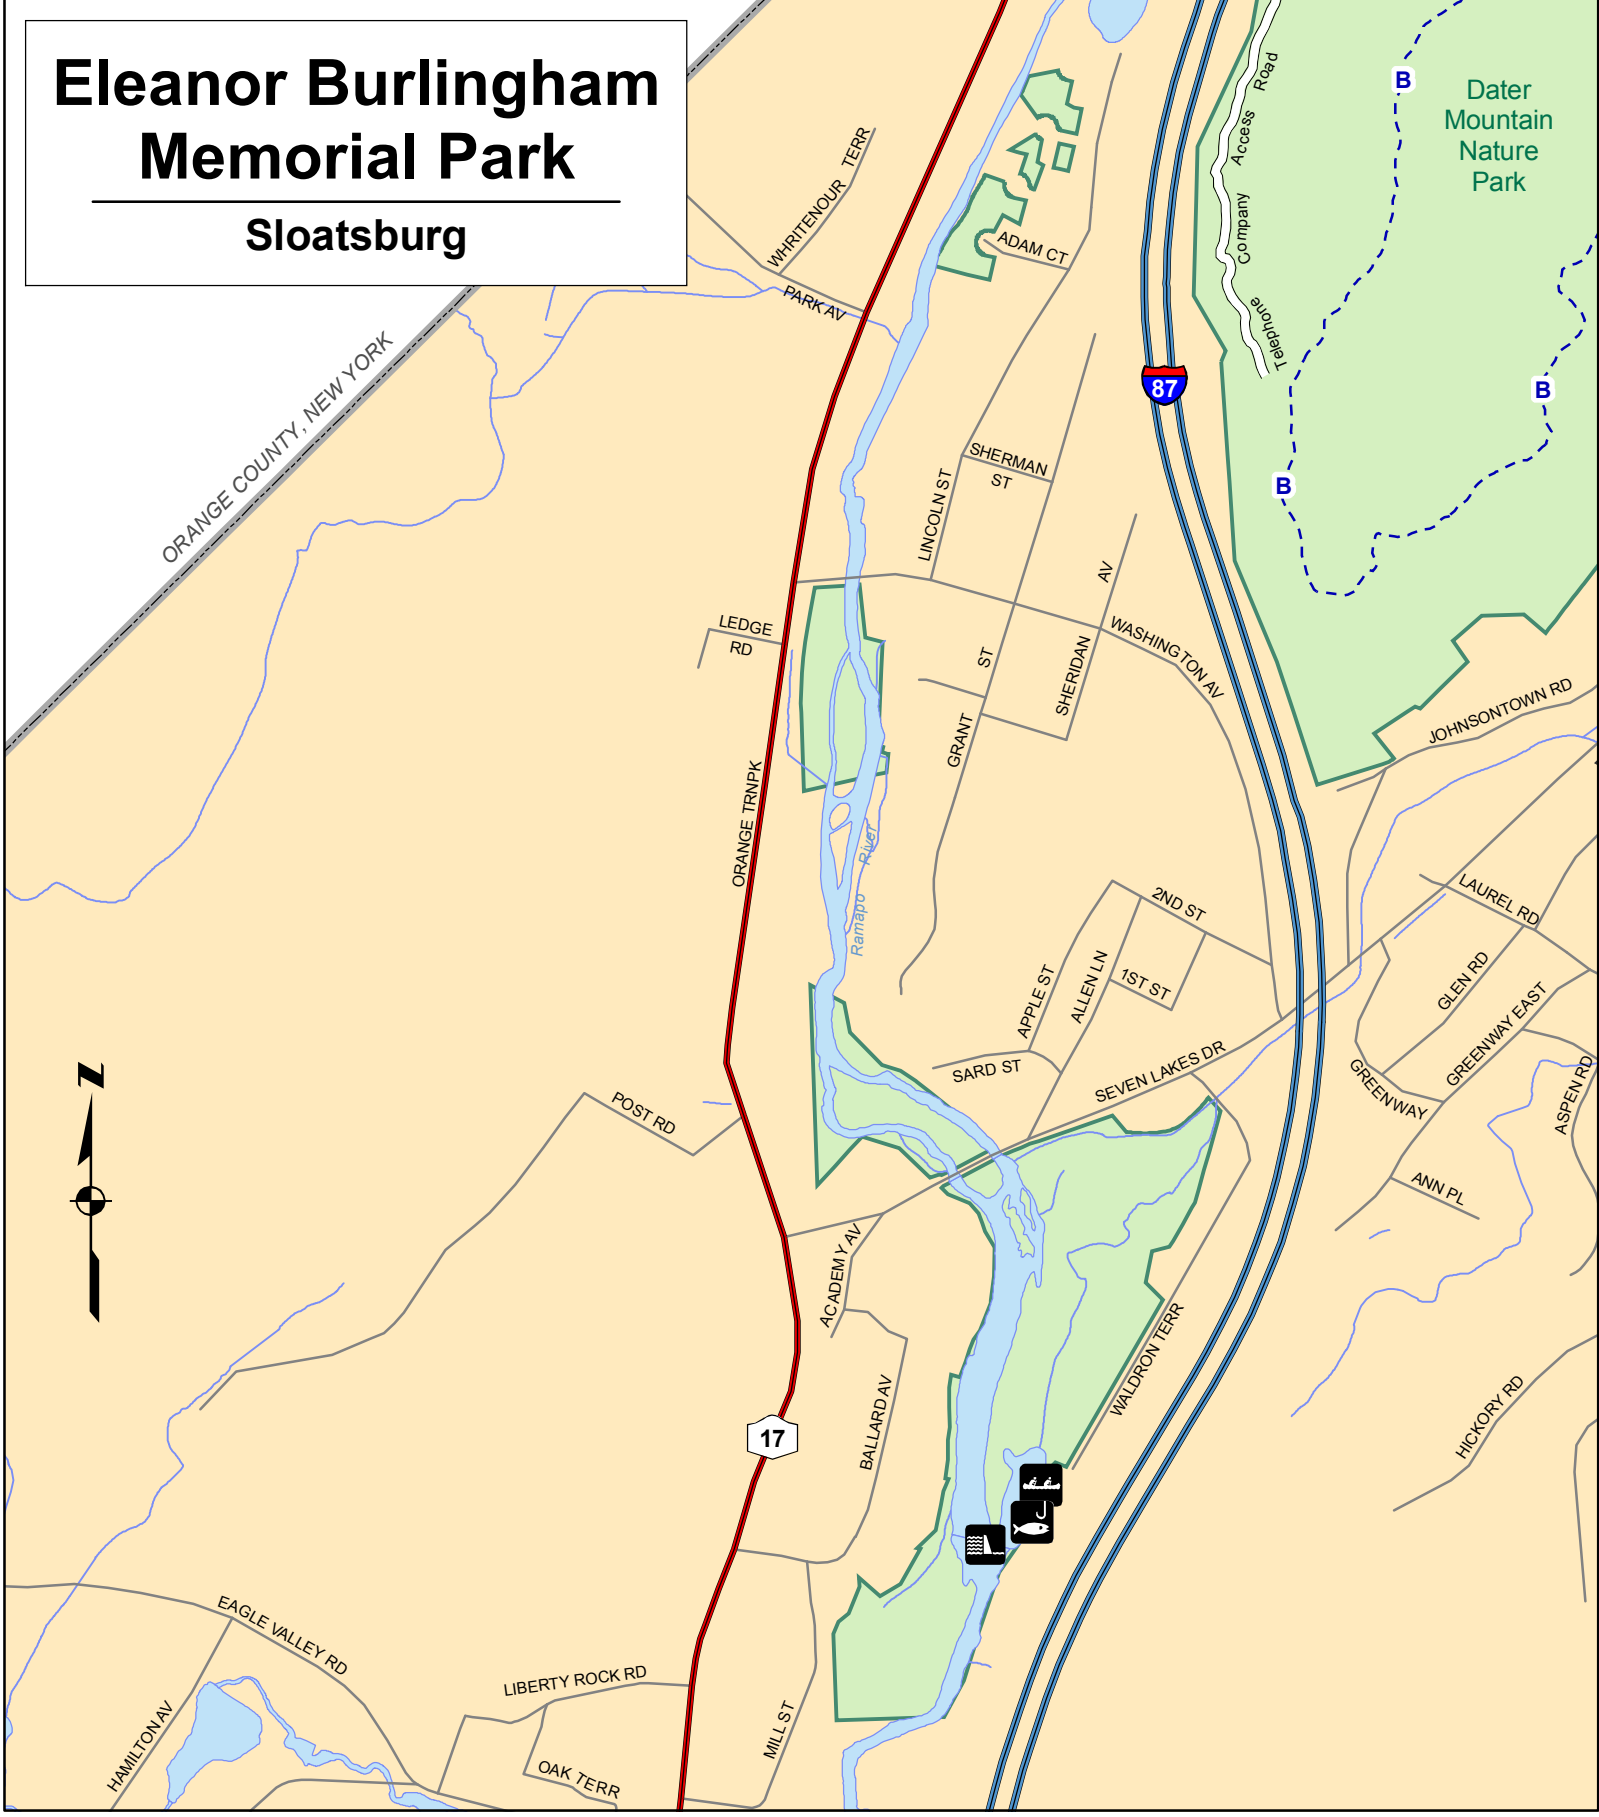 Eleanor Burlingham
Memorial Park
Sloatsburg
ORANGE COUNTY, NEW YORK
WHRITENOUR TERR
PARK AV
ADAM CT
Telephone Company Access Road
B
Dater
Mountain
Nature
Park
87
B
B
SHERMAN
ST
LINCOLN ST
LEDGE
RD
AV
SHERIDAN
WASHINGTON AV
ST
GRANT
JOHNSONTOWN RD
ORANGE TRNPK
Ramapo River
2ND ST
LAUREL RD
1ST ST
ALLEN LN
APPLE ST
GLEN RD
GREENWAY EAST
SARD ST
SEVEN LAKES DR
GREENWAY
ASPEN RD
N
POST RD
ANN PL
ACADEMY AV
WALDRON TERR
BALLARD AV
HICKORY RD
17
EAGLE VALLEY RD
LIBERTY ROCK RD
HAMILTON AV
MILL ST
OAK TERR